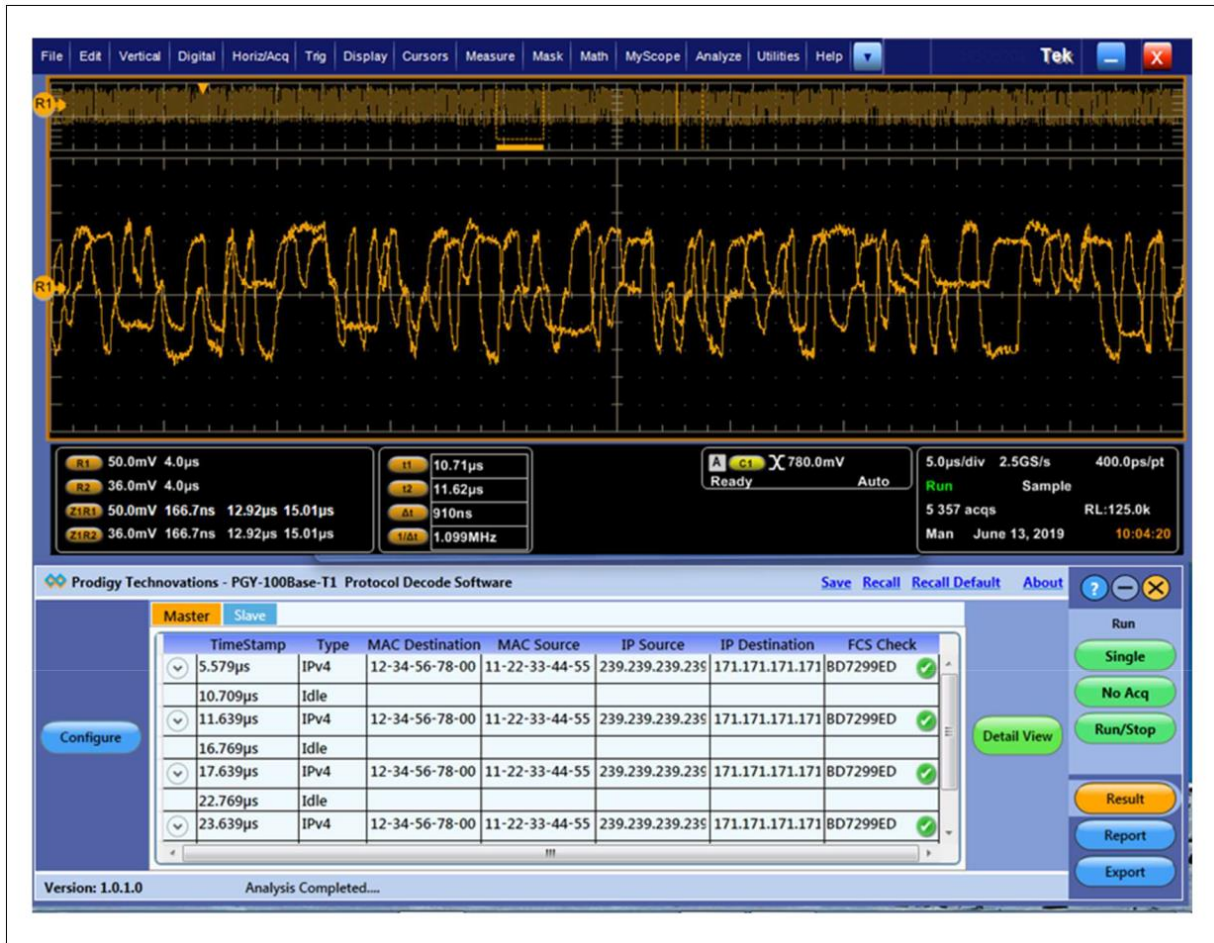 File Edit Vertical Digital Horiz/Acq Trig Display Cursors Measure Mask Math MyScope Analyze Utilities Help Tek X
R1
R1
R1 50.0mV 4.0µs
R2 36.0mV 4.0µs
Z1R1 50.0mV 166.7ns 12.92µs 15.01µs
Z1R2 36.0mV 166.7ns 12.92µs 15.01µs
t1 10.71µs
t2 11.62µs
Δt 910ns
1/Δt 1.099MHz
A C1 780.0mV
Ready Auto
5.0µs/div 2.5GS/s 400.0ps/pt
Run Sample
5 357 acqs RL:125.0k
Man June 13, 2019 10:04:20
Prodigy Technovations - PGY-100Base-T1 Protocol Decode Software Save Recall Recall Default About ?
Master Slave
TimeStamp Type MAC Destination MAC Source IP Source IP Destination FCS Check
5.579µs IPv4 12-34-56-78-00 11-22-33-44-55 239.239.239.239 171.171.171.171 BD7299ED
10.709µs Idle
11.639µs IPv4 12-34-56-78-00 11-22-33-44-55 239.239.239.239 171.171.171.171 BD7299ED
16.769µs Idle
17.639µs IPv4 12-34-56-78-00 11-22-33-44-55 239.239.239.239 171.171.171.171 BD7299ED
22.769µs Idle
23.639µs IPv4 12-34-56-78-00 11-22-33-44-55 239.239.239.239 171.171.171.171 BD7299ED
Configure
Detail View
Run
Single
No Acq
Run/Stop
Result
Report
Export
Version: 1.0.1.0 Analysis Completed....